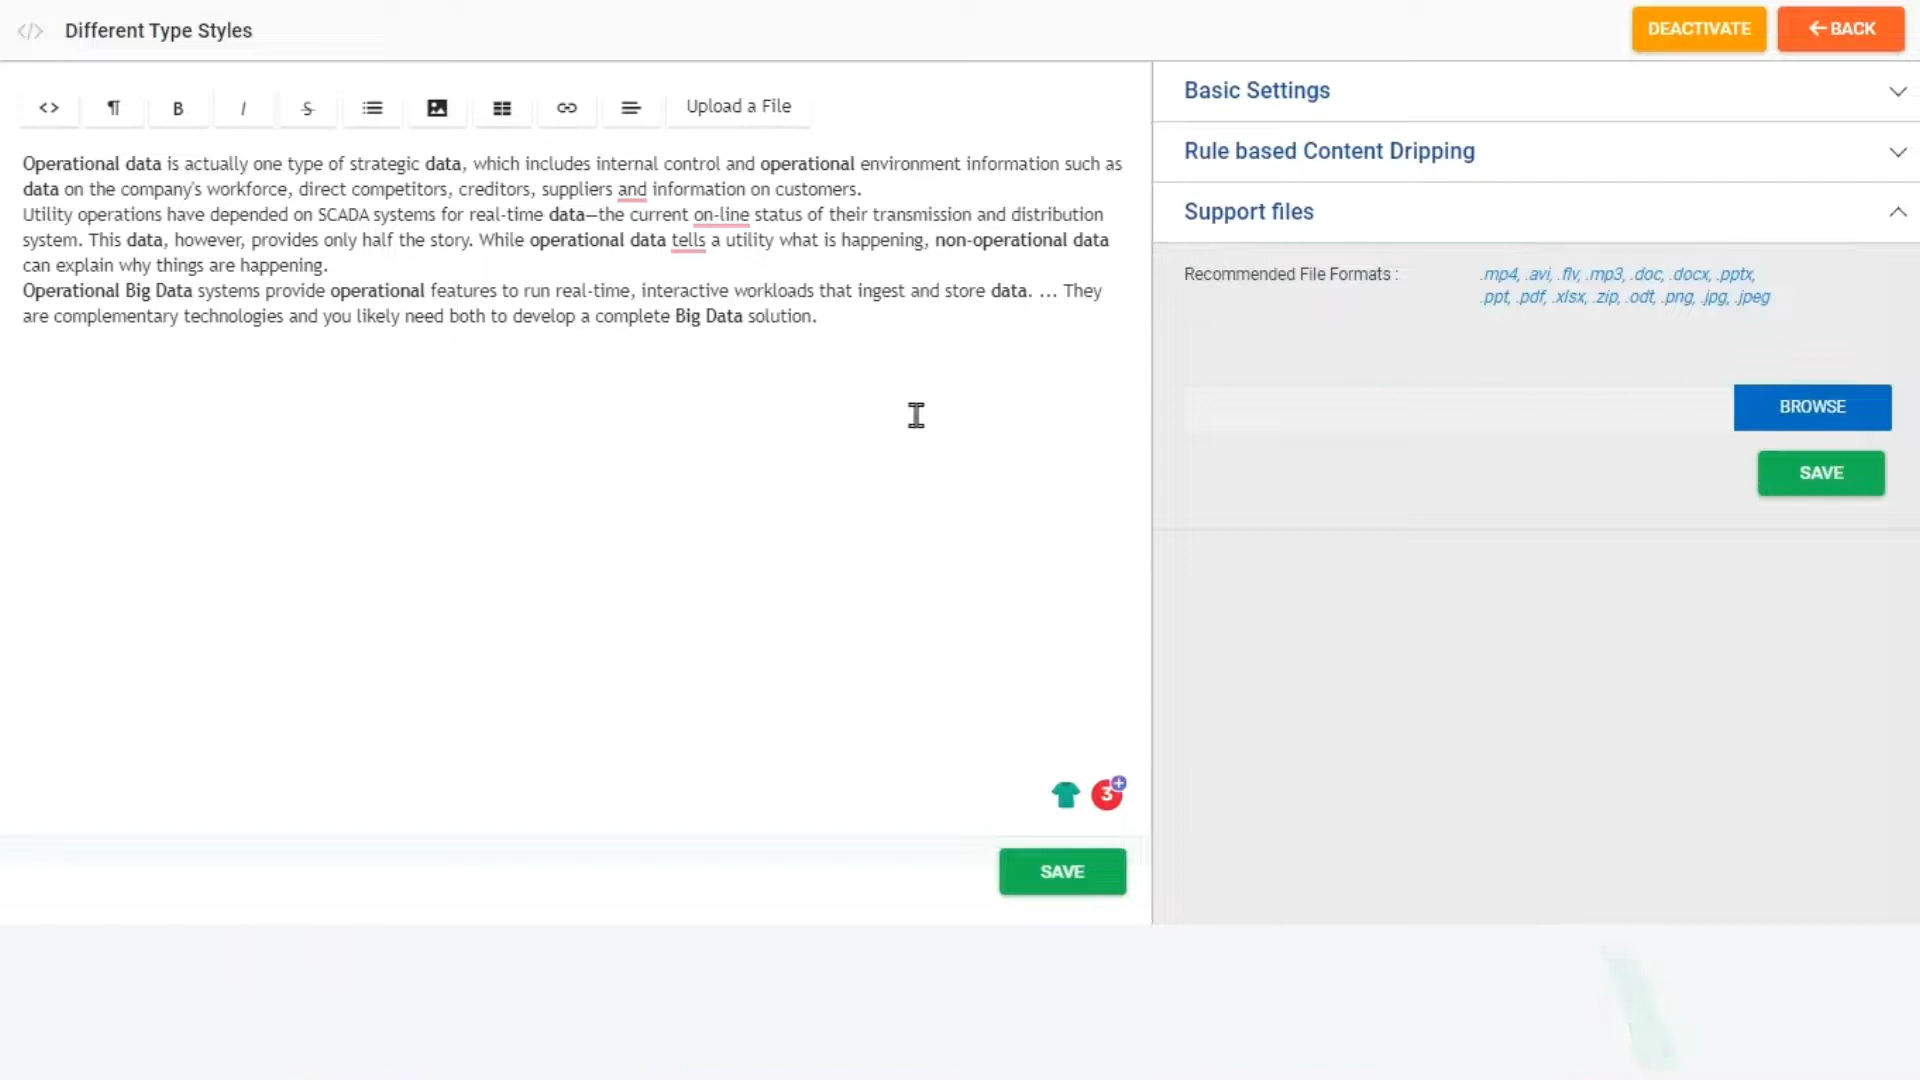 </> Different Type Styles
DEACTIVATE
BACK
<> ¶ B I S Upload a File
Operational data is actually one type of strategic data, which includes internal control and operational environment information such as
data on the company's workforce, direct competitors, creditors, suppliers and information on customers.
Utility operations have depended on SCADA systems for real-time data—the current on-line status of their transmission and distribution
system. This data, however, provides only half the story. While operational data tells a utility what is happening, non-operational data
can explain why things are happening.
Operational Big Data systems provide operational features to run real-time, interactive workloads that ingest and store data. ... They
are complementary technologies and you likely need both to develop a complete Big Data solution.
3
SAVE
Basic Settings
Rule based Content Dripping
Support files
Recommended File Formats :
.mp4, .avi, .flv, .mp3, .doc, .docx, .pptx,
.ppt, .pdf, .xlsx, .zip, .odt, .png, .jpg, .jpeg
BROWSE
SAVE